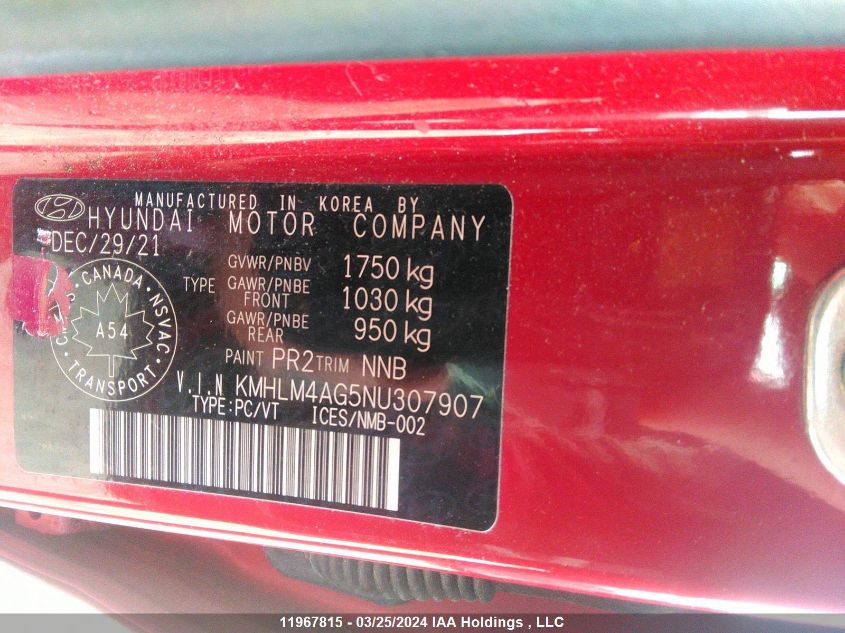 MANUFACTURED IN KOREA BY
HYUNDAI MOTOR COMPANY
DEC/29/21
GVWR/PNBV 1750 kg
TYPE GAWR/PNBE FRONT 1030 kg
GAWR/PNBE REAR 950 kg
PAINT PR2 TRIM NNB
V.I.N KMHLM4AG5NU307907
TYPE:PC/VT ICES/NMB-002
CANADA NSVAC
A54
TRANSPORT
11967815 - 03/25/2024 IAA Holdings , LLC